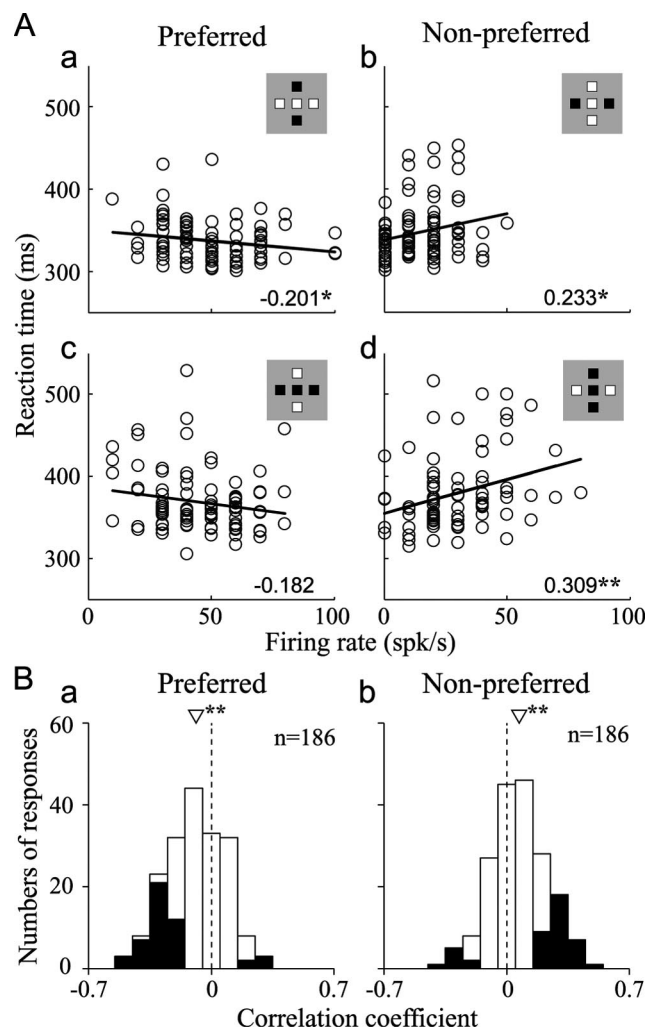 A
Preferred
Non-preferred
a
b
500
400
300
-0.201*
0.233*
Reaction time (ms)
c
d
500
400
300
-0.182
0.309**
0
50
100
0
50
100
Firing rate (spk/s)
B
a
Preferred
b
Non-preferred
**
**
n=186
n=186
Numbers of responses
60
40
20
0
-0.7
0
0.7
-0.7
0
0.7
Correlation coefficient